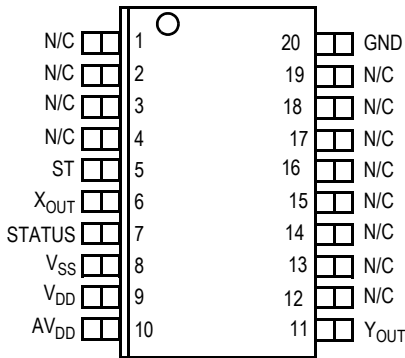 N/C 1 20 GND
N/C 2 19 N/C
N/C 3 18 N/C
N/C 4 17 N/C
ST 5 16 N/C
XOUT 6 15 N/C
STATUS 7 14 N/C
VSS 8 13 N/C
VDD 9 12 N/C
AVDD 10 11 YOUT